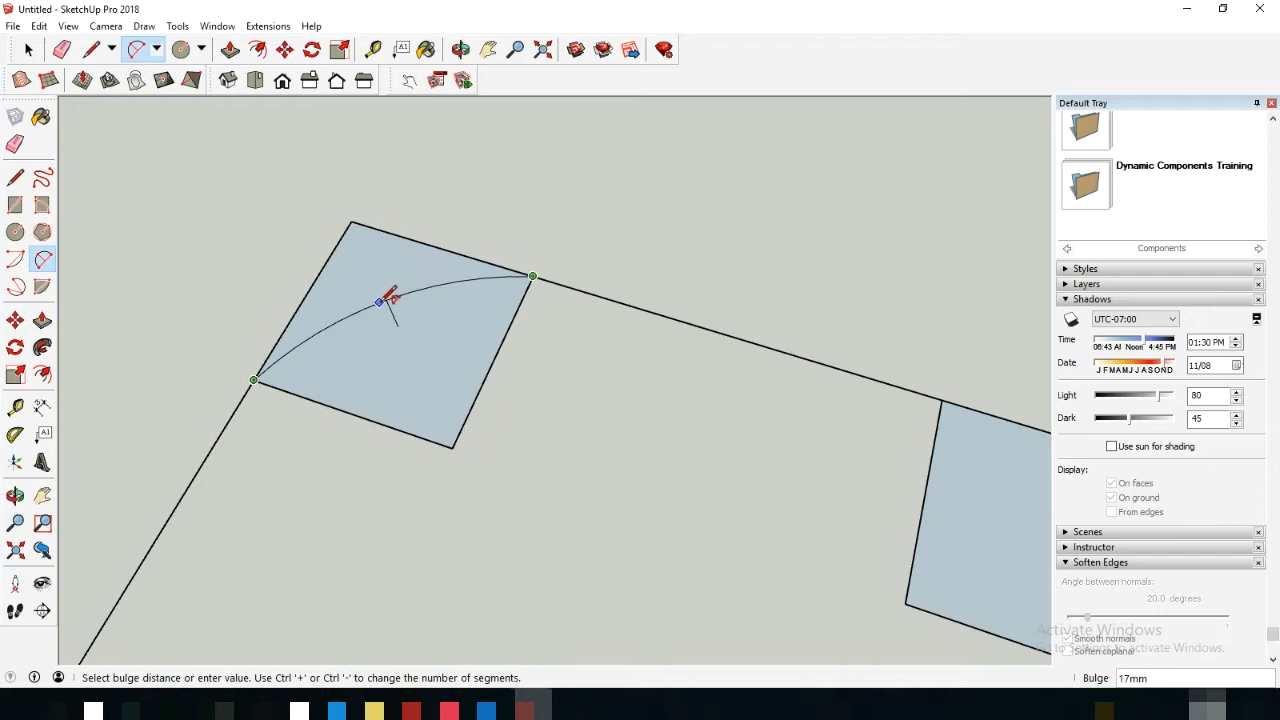 Untitled - SketchUp Pro 2018
File Edit View Camera Draw Tools Window Extensions Help
A1
Default Tray
Dynamic Components Training
Components
Styles
Layers
Shadows
UTC-07:00
Time 06:43 AM Noon 4:45 PM 01:30 PM
Date J F M A M J J A S O N D 11/08
Light 80
Dark 45
Use sun for shading
Display:
On faces
On ground
From edges
Scenes
Instructor
Soften Edges
Angle between normals:
20.0 degrees
Activate Windows
Smooth normals
Go to Settings to activate Windows.
Soften coplanar
A1
Select bulge distance or enter value. Use Ctrl '+' or Ctrl '-' to change the number of segments.
Bulge 17mm